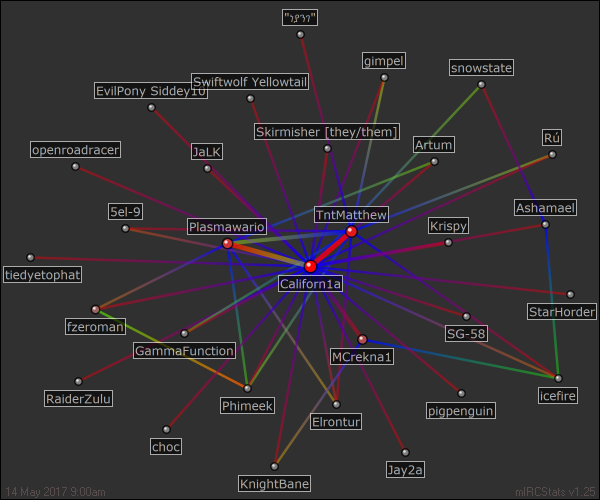 gimpel
snowstate
Swiftwolf Yellowtail
EvilPony Siddey10
Skirmisher [they/them]
openroadracer
JaLK
Artum
Rú
5el-9
Plasmawario
TntMatthew
Krispy
Ashamael
tiedyetophat
Californ1a
StarHorder
fzeroman
SG-58
GammaFunction
MCrekna1
RaiderZulu
Phimeek
pigpenguin
icefire
Elrontur
choc
Jay2a
KnightBane
14 May 2017 9:00am
mIRCStats v1.25